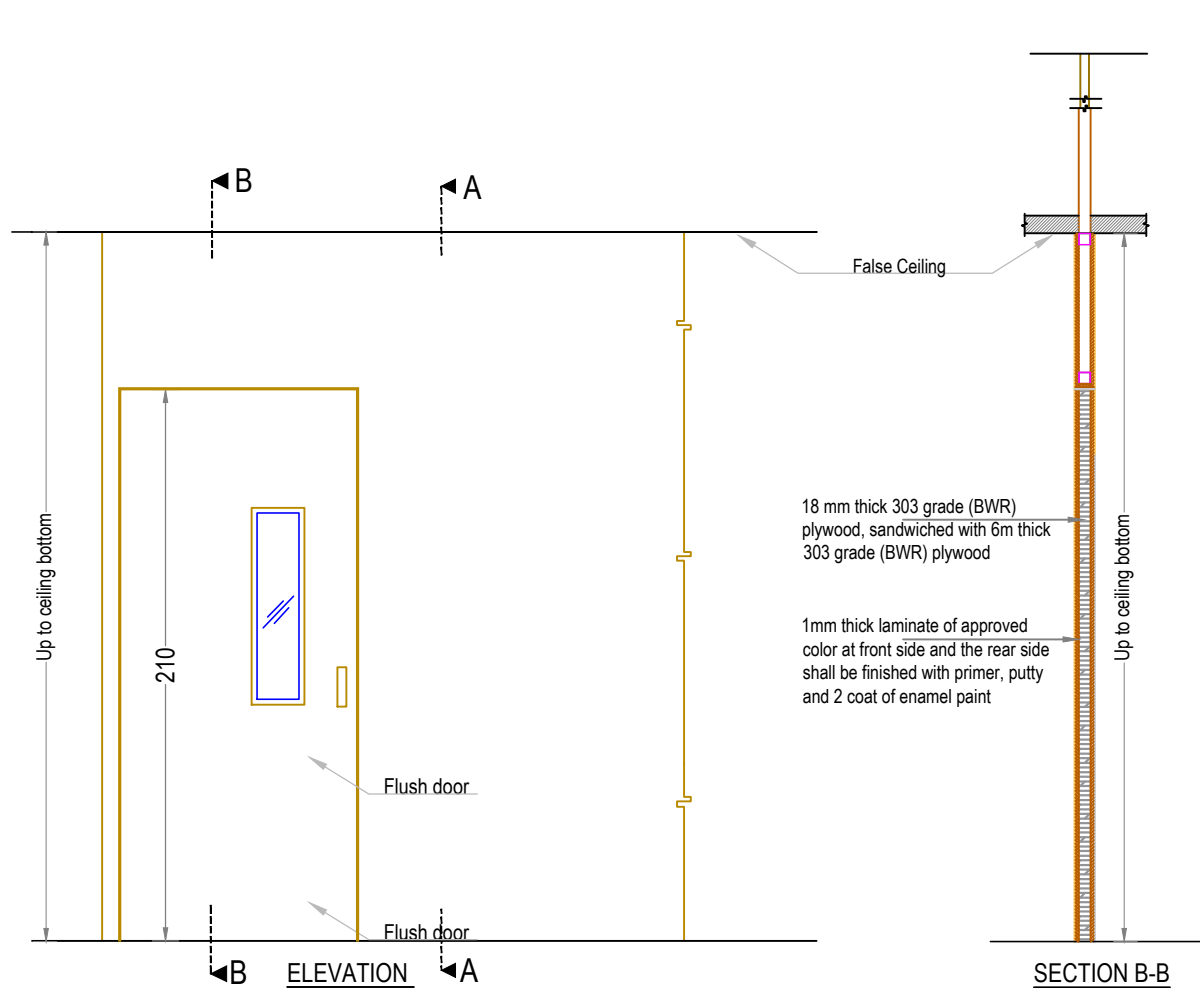 B
A
False Ceiling
Up to ceiling bottom
210
18 mm thick 303 grade (BWR)
plywood, sandwiched with 6m thick
303 grade (BWR) plywood
Up to ceiling bottom
1mm thick laminate of approved
color at front side and the rear side
shall be finished with primer, putty
and 2 coat of enamel paint
Flush door
Flush door
B
ELEVATION
A
SECTION B-B